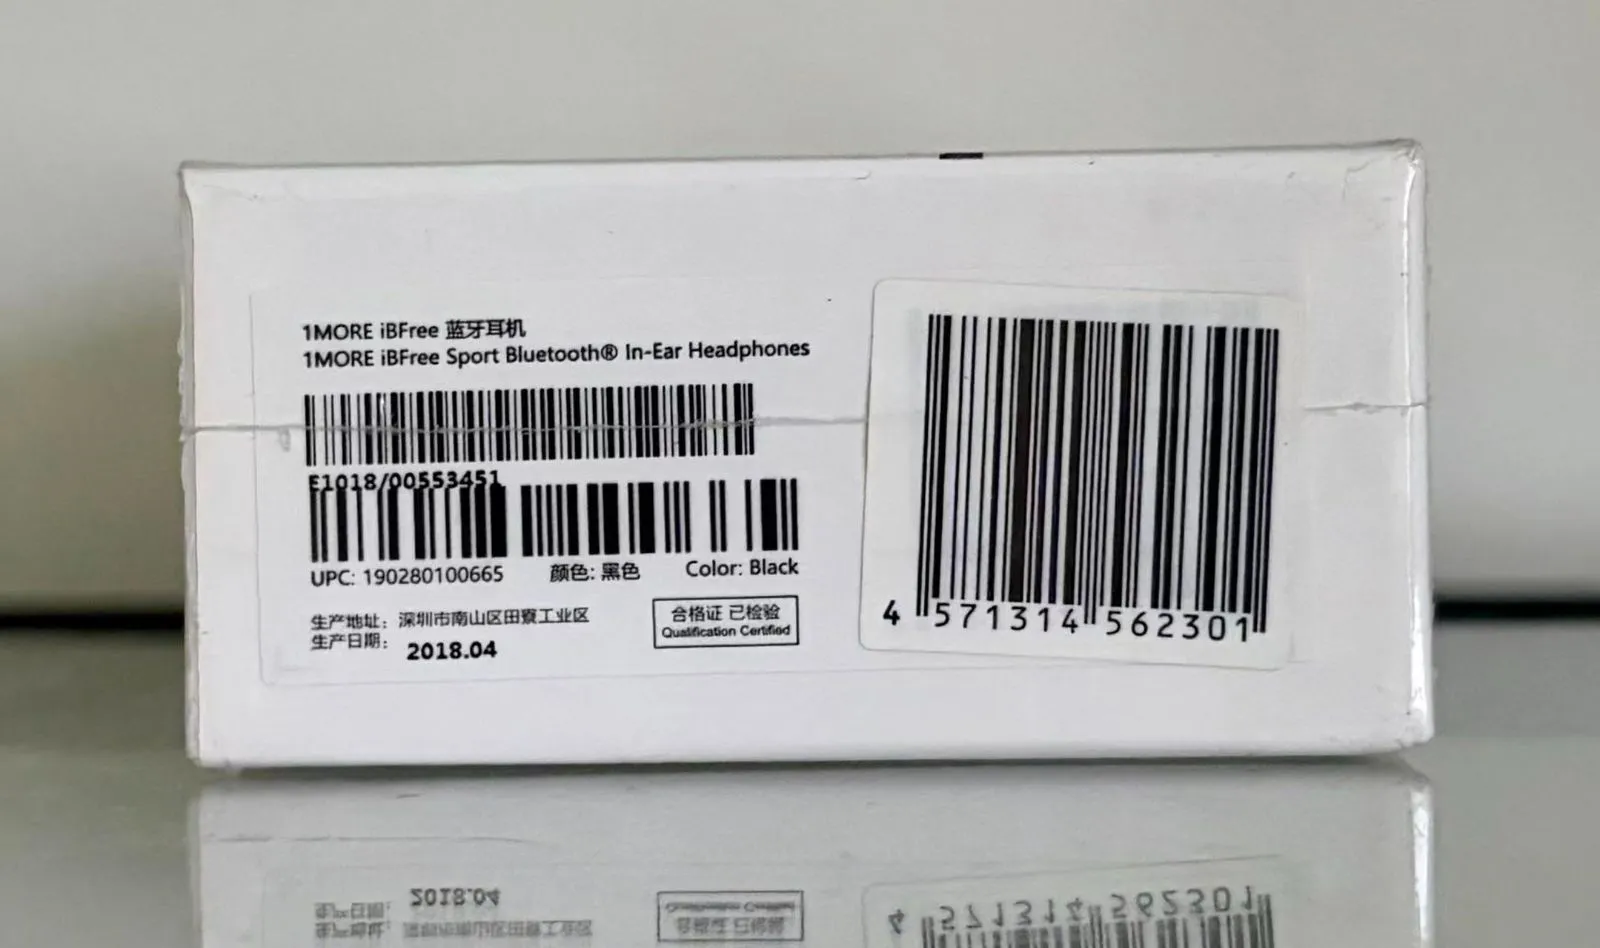 1MORE iBFree 蓝牙耳机
1MORE iBFree Sport Bluetooth® In-Ear Headphones
E1018/00553451
UPC: 190280100665 颜色: 黑色 Color: Black
生产地址: 深圳市南山区田寮工业区
生产日期: 2018.04
合格证 已检验
Qualification Certified
4 571314 562301